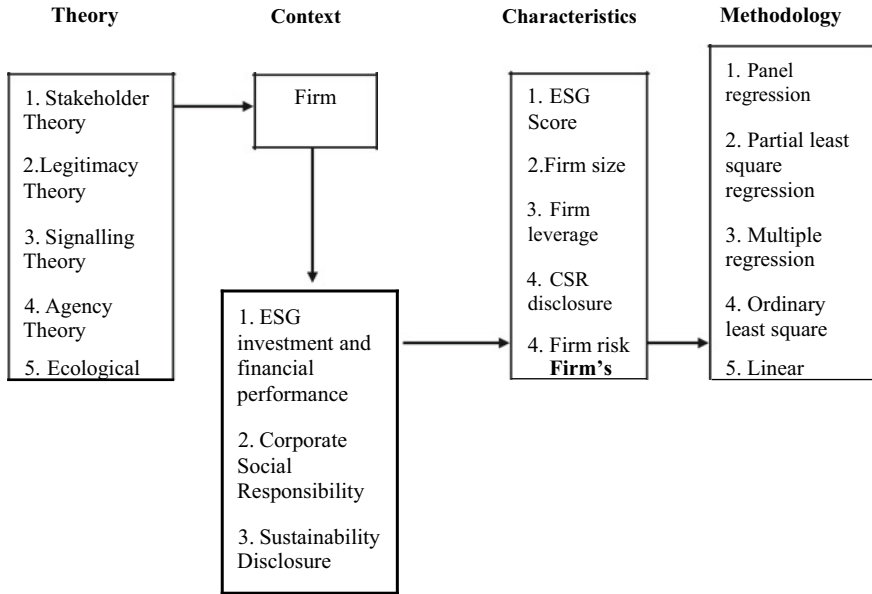 Theory
Context
Characteristics
Methodology
1. Stakeholder
Theory
2.Legitimacy
Theory
3. Signalling
Theory
4. Agency
Theory
5. Ecological
Firm
1. ESG
investment and
financial
performance
2. Corporate
Social
Responsibility
3. Sustainability
Disclosure
1. ESG
Score
2.Firm size
3. Firm
leverage
4. CSR
disclosure
4. Firm risk
Firm's
1. Panel
regression
2. Partial least
square
regression
3. Multiple
regression
4. Ordinary
least square
5. Linear